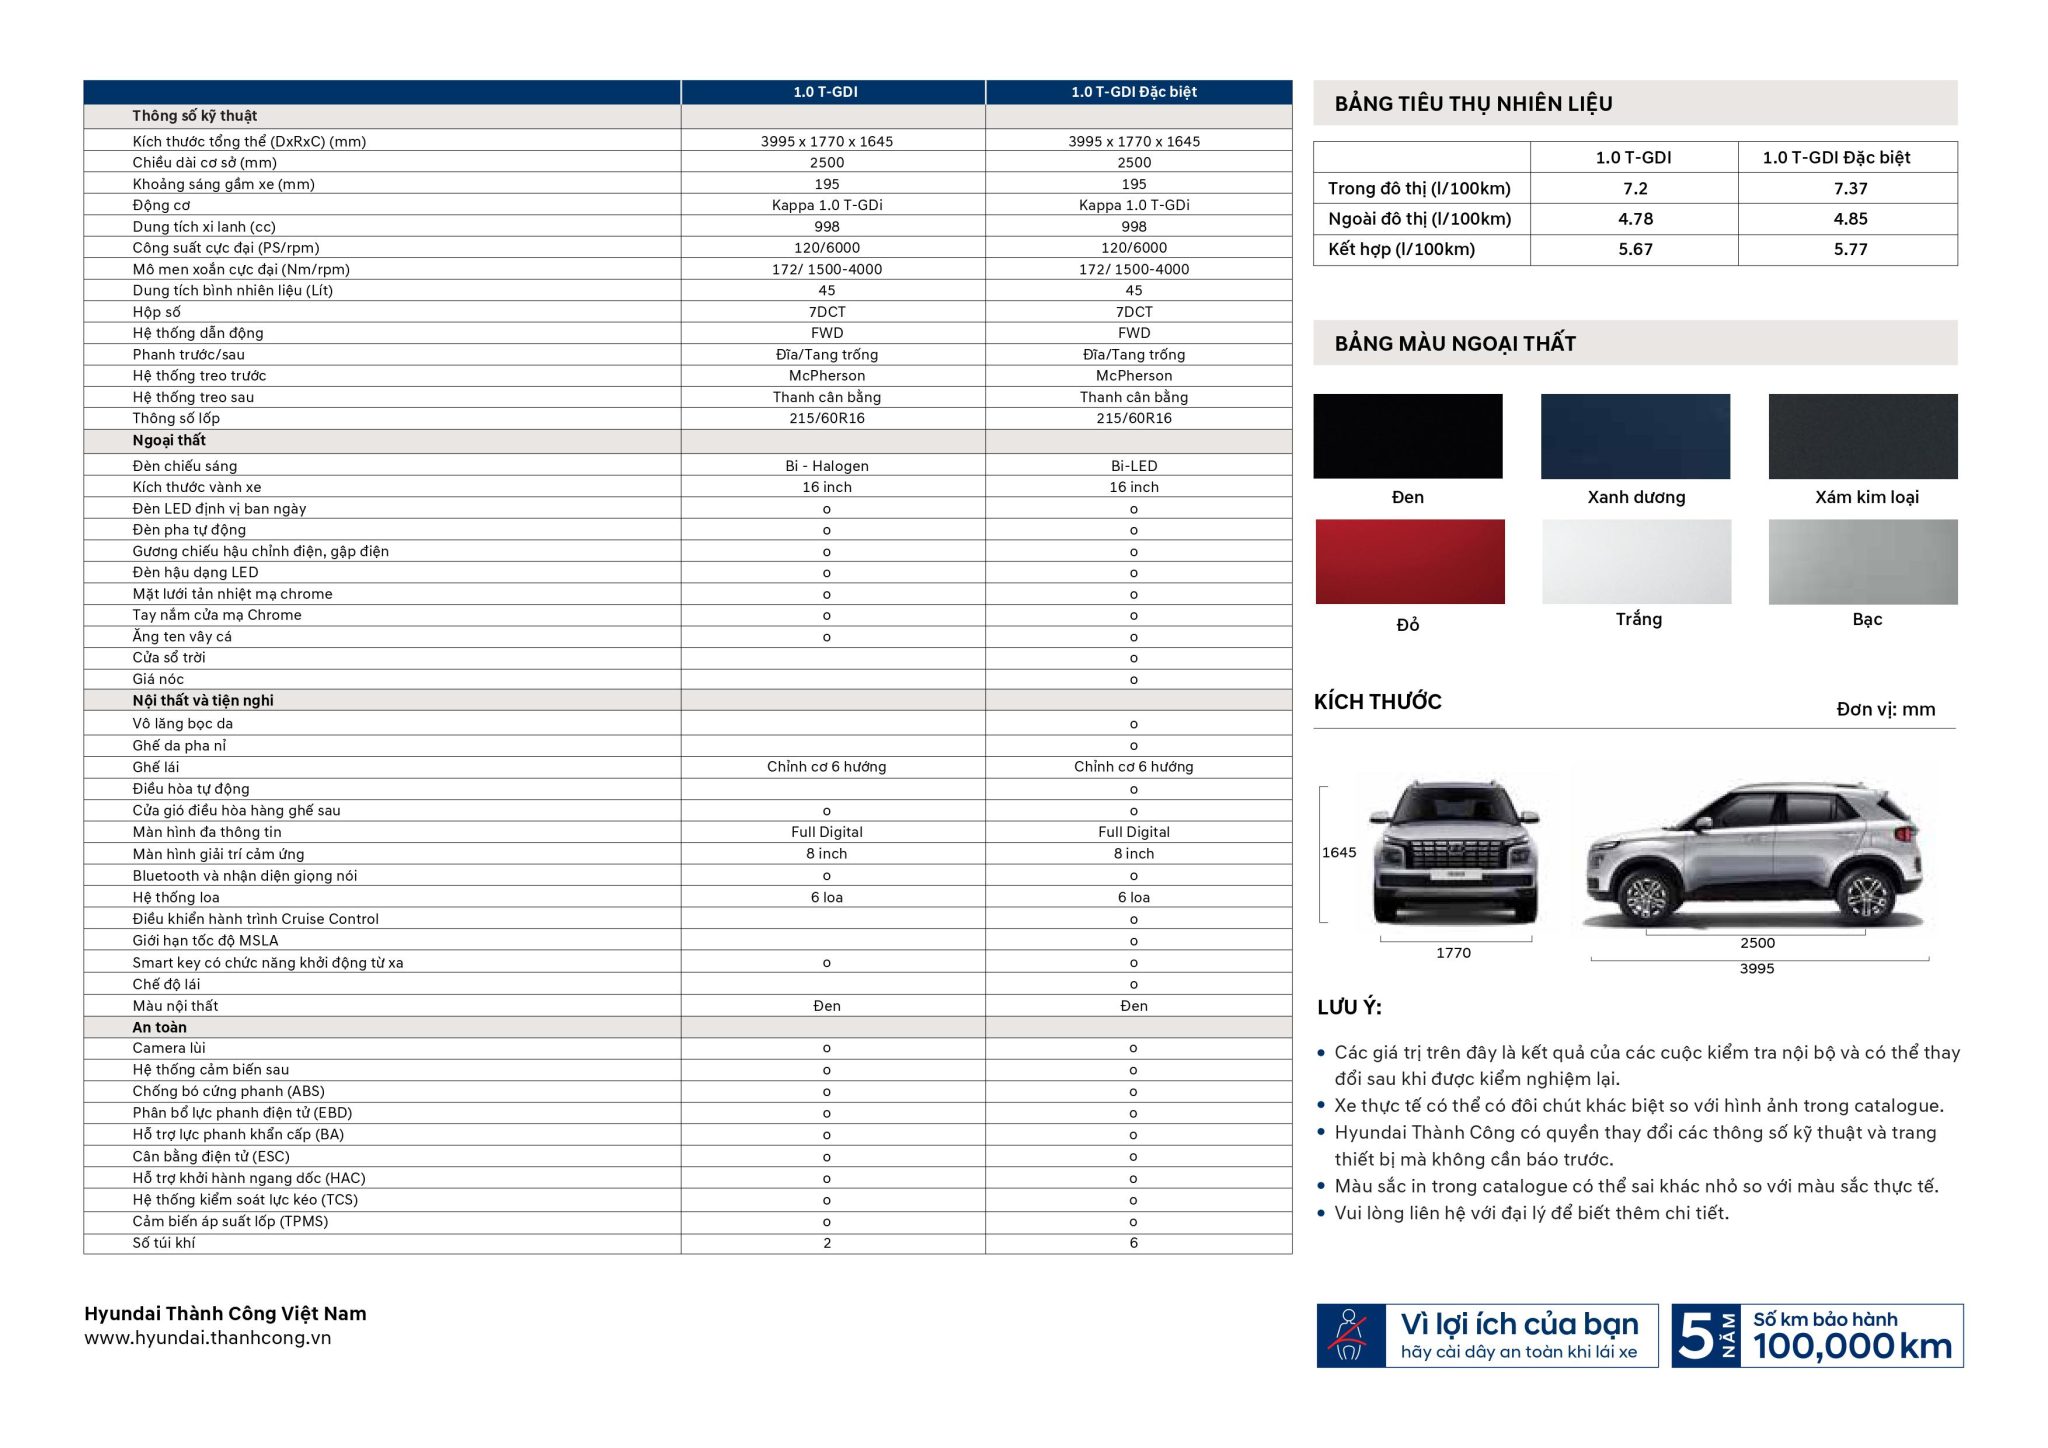 1.0 T-GDI 1.0 T-GDI Đặc biệt
Thông số kỹ thuật
Kích thước tổng thể (DxRxC) (mm) 3995 x 1770 x 1645 3995 x 1770 x 1645
Chiều dài cơ sở (mm) 2500 2500
Khoảng sáng gầm xe (mm) 195 195
Động cơ Kappa 1.0 T-GDi Kappa 1.0 T-GDi
Dung tích xi lanh (cc) 998 998
Công suất cực đại (PS/rpm) 120/6000 120/6000
Mô men xoắn cực đại (Nm/rpm) 172/ 1500-4000 172/ 1500-4000
Dung tích bình nhiên liệu (Lít) 45 45
Hộp số 7DCT 7DCT
Hệ thống dẫn động FWD FWD
Phanh trước/sau Đĩa/Tang trống Đĩa/Tang trống
Hệ thống treo trước McPherson McPherson
Hệ thống treo sau Thanh cân bằng Thanh cân bằng
Thông số lốp 215/60R16 215/60R16
Ngoại thất
Đèn chiếu sáng Bi - Halogen Bi-LED
Kích thước vành xe 16 inch 16 inch
Đèn LED định vị ban ngày o o
Đèn pha tự động o o
Gương chiếu hậu chỉnh điện, gập điện o o
Đèn hậu dạng LED o o
Mặt lưới tản nhiệt mạ chrome o o
Tay nắm cửa mạ Chrome o o
Ăng ten vây cá o o
Cửa sổ trời o
Giá nóc o
Nội thất và tiện nghi
Vô lăng bọc da o
Ghế da pha nỉ o
Ghế lái Chỉnh cơ 6 hướng Chỉnh cơ 6 hướng
Điều hòa tự động o
Cửa gió điều hòa hàng ghế sau o o
Màn hình đa thông tin Full Digital Full Digital
Màn hình giải trí cảm ứng 8 inch 8 inch
Bluetooth và nhận diện giọng nói o o
Hệ thống loa 6 loa 6 loa
Điều khiển hành trình Cruise Control o
Giới hạn tốc độ MSLA o
Smart key có chức năng khởi động từ xa o o
Chế độ lái o
Màu nội thất Đen Đen
An toàn
Camera lùi o o
Hệ thống cảm biến sau o o
Chống bó cứng phanh (ABS) o o
Phân bổ lực phanh điện tử (EBD) o o
Hỗ trợ lực phanh khẩn cấp (BA) o o
Cân bằng điện tử (ESC) o o
Hỗ trợ khởi hành ngang dốc (HAC) o o
Hệ thống kiểm soát lực kéo (TCS) o o
Cảm biến áp suất lốp (TPMS) o o
Số túi khí 2 6
Hyundai Thành Công Việt Nam
www.hyundai.thanhcong.vn
BẢNG TIÊU THỤ NHIÊN LIỆU
1.0 T-GDI 1.0 T-GDI Đặc biệt
Trong đô thị (l/100km) 7.2 7.37
Ngoài đô thị (l/100km) 4.78 4.85
Kết hợp (l/100km) 5.67 5.77
BẢNG MÀU NGOẠI THẤT
Đen Xanh dương Xám kim loại
Đỏ Trắng Bạc
KÍCH THƯỚC Đơn vị: mm
1645
1770
2500
3995
LƯU Ý:
• Các giá trị trên đây là kết quả của các cuộc kiểm tra nội bộ và có thể thay
đổi sau khi được kiểm nghiệm lại.
• Xe thực tế có thể có đôi chút khác biệt so với hình ảnh trong catalogue.
• Hyundai Thành Công có quyền thay đổi các thông số kỹ thuật và trang
thiết bị mà không cần báo trước.
• Màu sắc in trong catalogue có thể sai khác nhỏ so với màu sắc thực tế.
• Vui lòng liên hệ với đại lý để biết thêm chi tiết.
Vì lợi ích của bạn
hãy cài dây an toàn khi lái xe
5 NĂM
Số km bảo hành
100,000 km